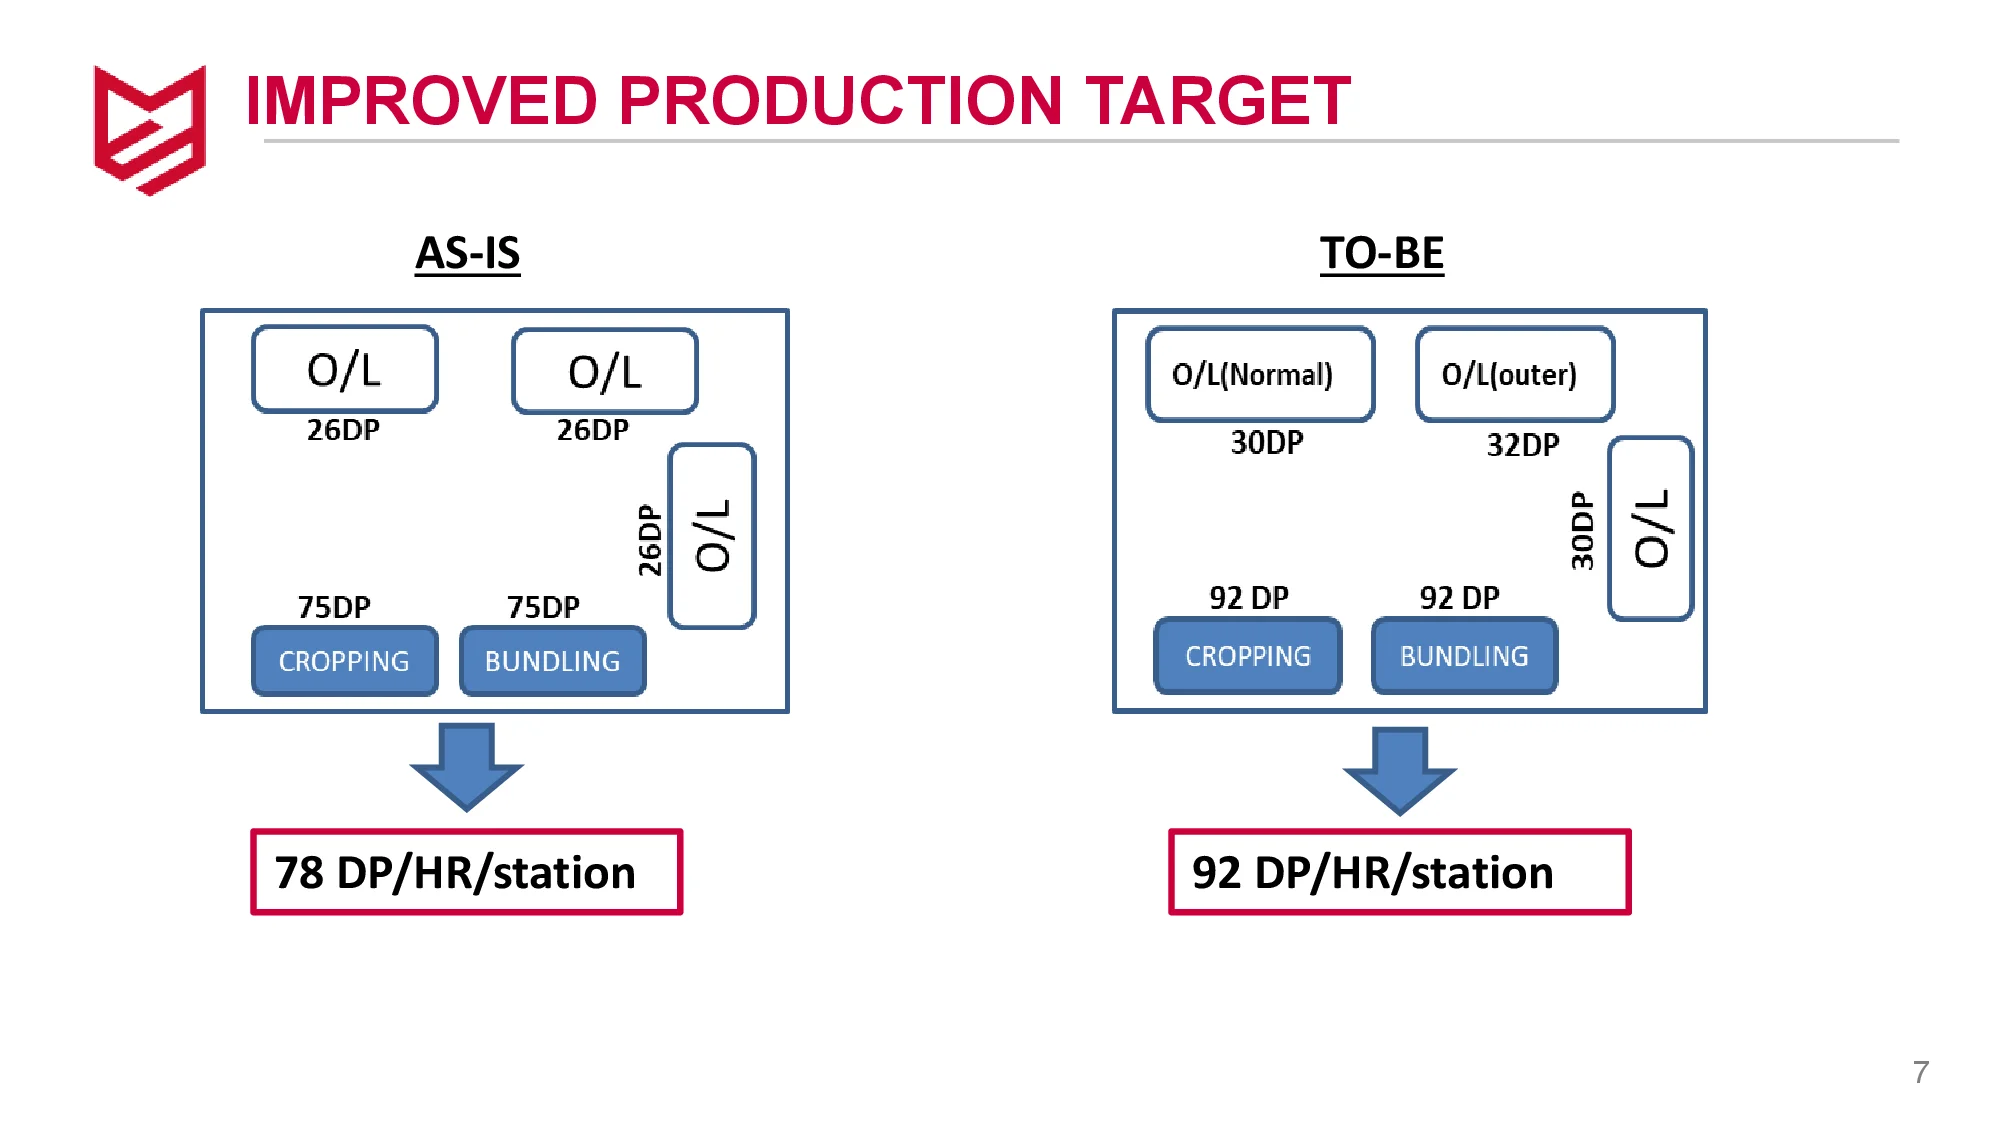 IMPROVED PRODUCTION TARGET
AS-IS
O/L
O/L
26DP
26DP
26DP
O/L
75DP
75DP
CROPPING
BUNDLING
78 DP/HR/station
TO-BE
O/L(Normal)
O/L(outer)
30DP
32DP
30DP
O/L
92 DP
92 DP
CROPPING
BUNDLING
92 DP/HR/station
7